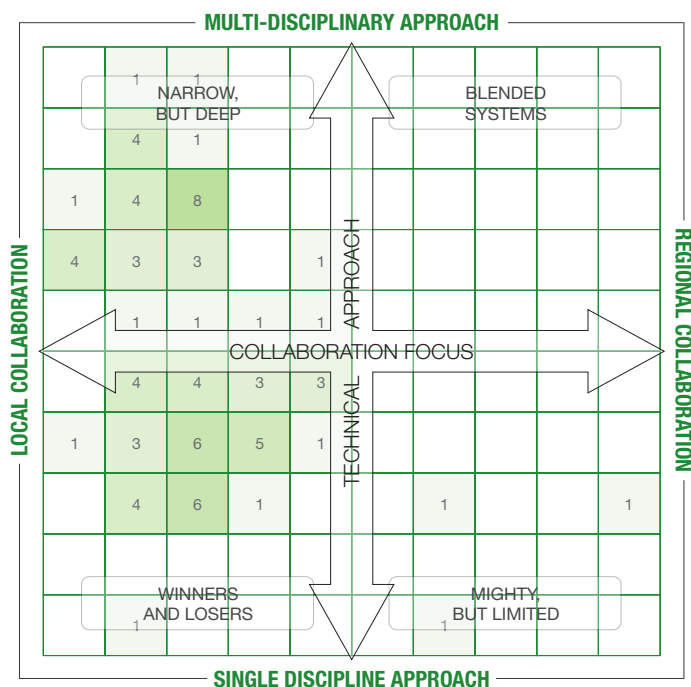 MULTI-DISCIPLINARY APPROACH
1 1
NARROW,
BUT DEEP
BLENDED
SYSTEMS
4 1
1 4 8
4 3 3 1
1 1 1 1
LOCAL COLLABORATION
REGIONAL COLLABORATION
COLLABORATION FOCUS
TECHNICAL APPROACH
4 4 3 3
1 3 6 5 1
4 6 1 1 1
WINNERS
AND LOSERS
MIGHTY,
BUT LIMITED
1 1
SINGLE DISCIPLINE APPROACH